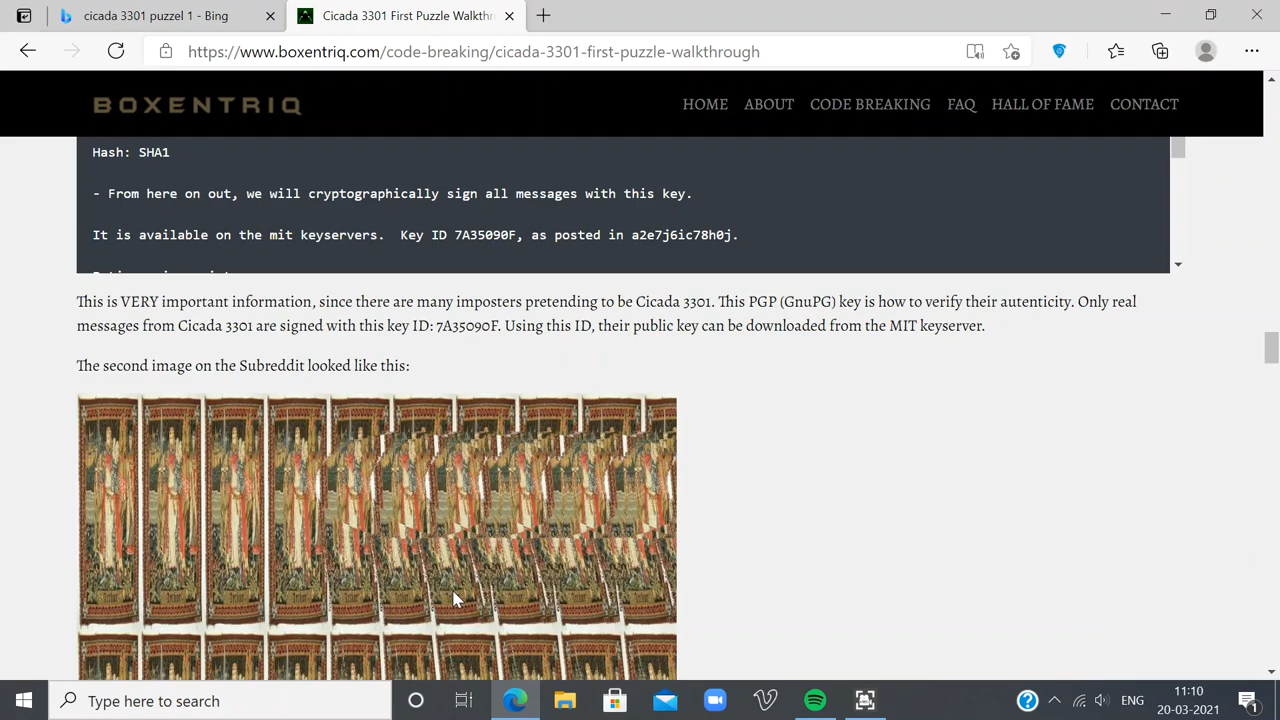 cicada 3301 puzzel 1 - Bing
Cicada 3301 First Puzzle Walkthr
https://www.boxentriq.com/code-breaking/cicada-3301-first-puzzle-walkthrough
BOXENTRIQ
HOME ABOUT CODE BREAKING FAQ HALL OF FAME CONTACT
Hash: SHA1
- From here on out, we will cryptographically sign all messages with this key.
It is available on the mit keyservers.  Key ID 7A35090F, as posted in a2e7j6ic78h0j.
This is VERY important information, since there are many imposters pretending to be Cicada 3301. This PGP (GnuPG) key is how to verify their autenticity. Only real
messages from Cicada 3301 are signed with this key ID: 7A35090F. Using this ID, their public key can be downloaded from the MIT keyserver.
The second image on the Subreddit looked like this:
Type here to search
ENG
11:10
20-03-2021
1